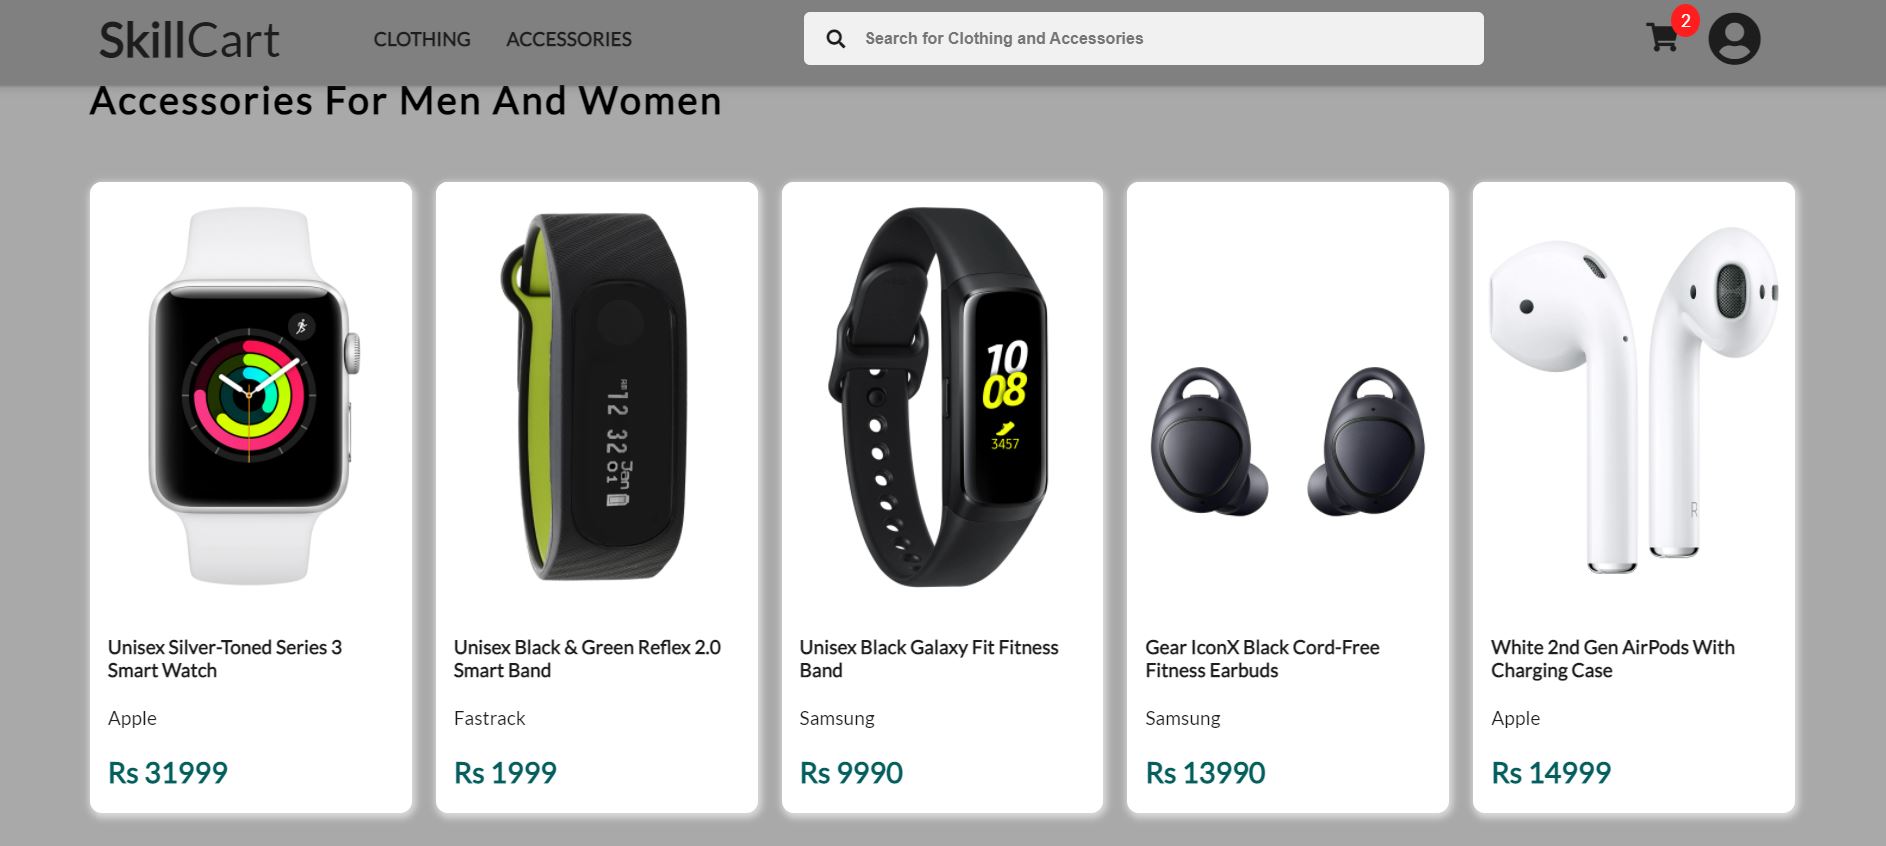 SkillCart CLOTHING ACCESSORIES Search for Clothing and Accessories 2
Accessories For Men And Women
12 32
Jan
01
10
08
3457
R
Unisex Silver-Toned Series 3
Smart Watch
Apple
Rs 31999
Unisex Black & Green Reflex 2.0
Smart Band
Fastrack
Rs 1999
Unisex Black Galaxy Fit Fitness
Band
Samsung
Rs 9990
Gear IconX Black Cord-Free
Fitness Earbuds
Samsung
Rs 13990
White 2nd Gen AirPods With
Charging Case
Apple
Rs 14999